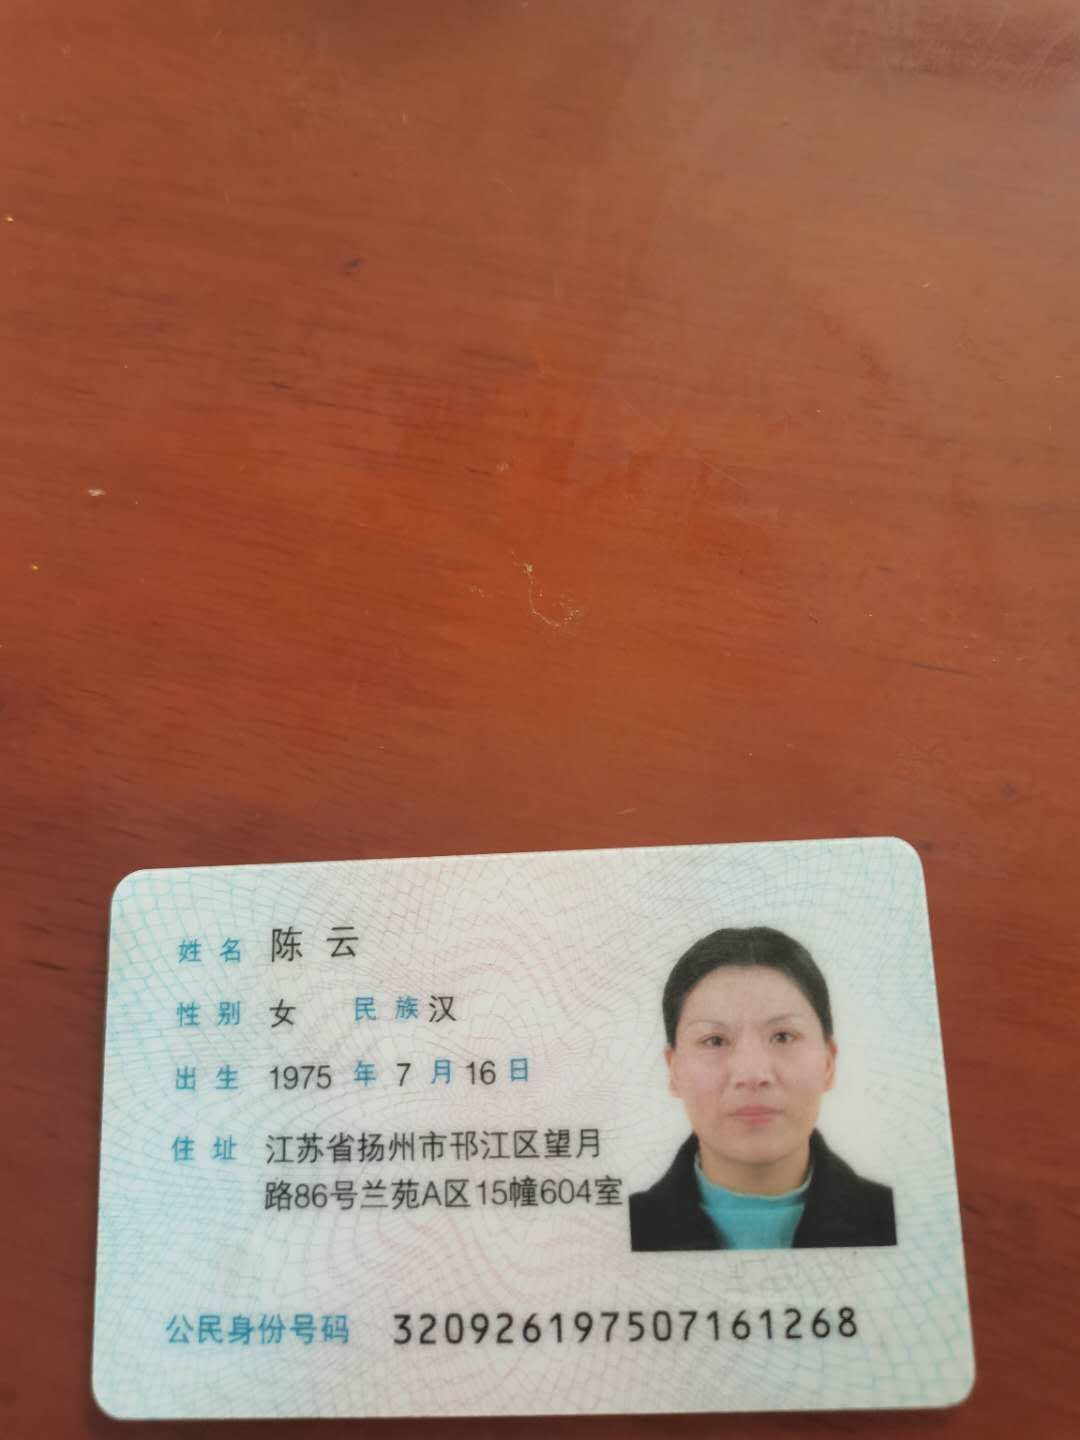 姓名 陈云
性别 女 民族 汉
出生 1975 年 7 月 16 日
住址 江苏省扬州市邗江区望月
路86号兰苑A区15幢604室
公民身份号码 320926197507161268